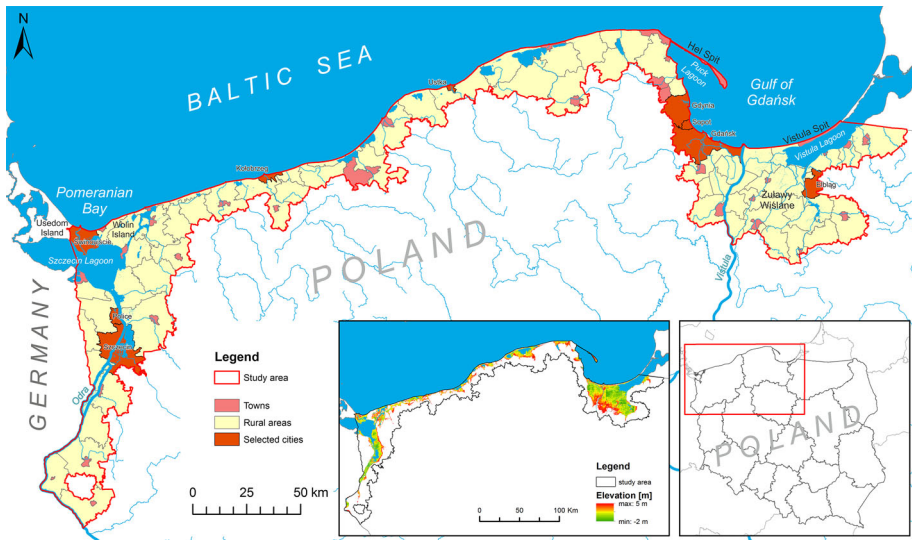 N
BALTIC SEA
Hel Spit
Puck
Lagoon
Gulf of
Gdańsk
Ustka
Gdynia
Sopot
Gdańsk
Vistula Spit
Vistula Lagoon
Kołobrzeg
Elbląg
Żuławy
Wiślane
Pomeranian
Bay
Usedom
Island
Wolin
Island
Świnoujście
Szczecin Lagoon
POLAND
Vistula
GERMANY
Police
Szczecin
Odra
Legend
Study area
Towns
Rural areas
Selected cities
0 25 50 km
Legend
study area
Elevation [m]
max: 5 m
min: -2 m
0 50 100 Km
POLAND